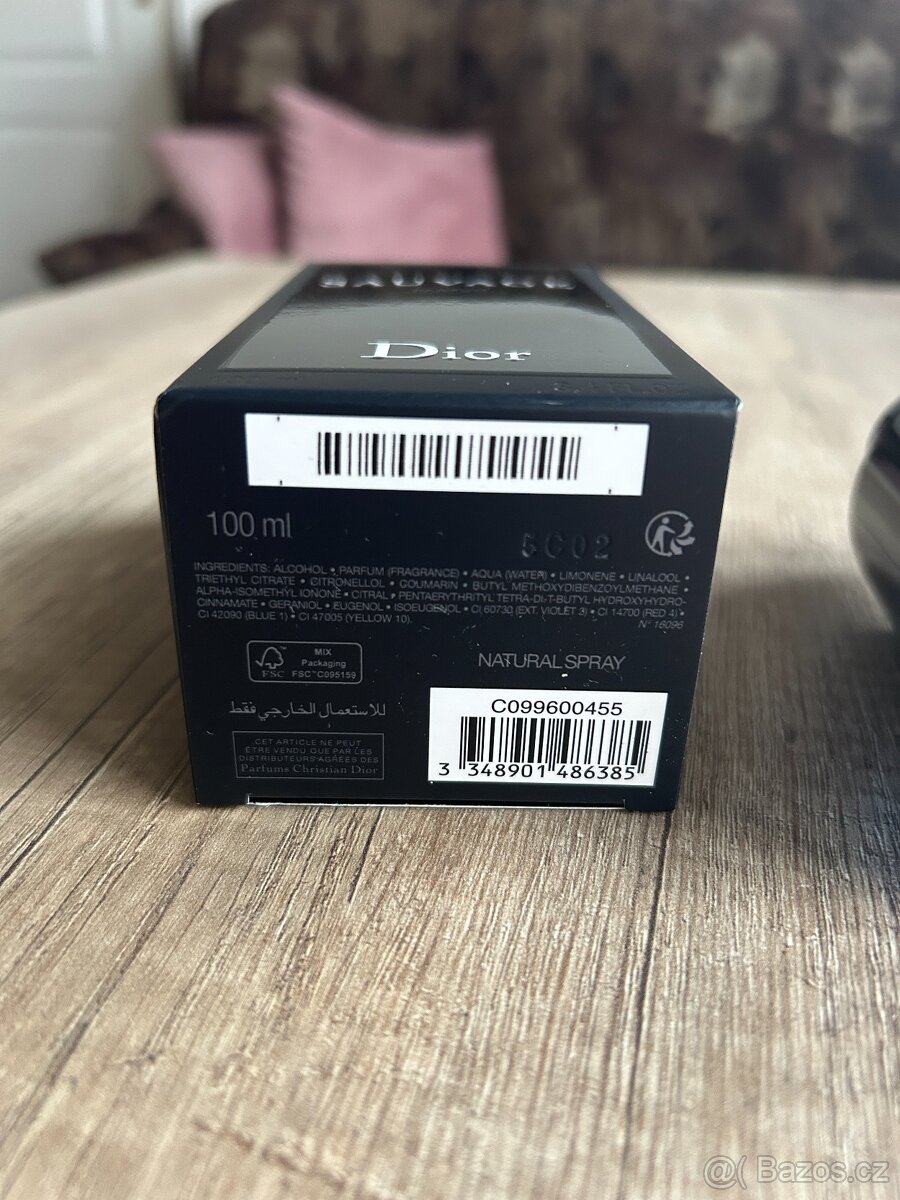 SAUVAGE
Dior
100 ml
5C02
INGREDIENTS: ALCOHOL • PARFUM (FRAGRANCE) • AQUA (WATER) • LIMONENE • LINALOOL •
TRIETHYL CITRATE • CITRONELLOL • COUMARIN • BUTYL METHOXYDIBENZOYLMETHANE •
ALPHA-ISOMETHYL IONONE • CITRAL • PENTAERYTHRITYL TETRA-DI-T-BUTYL HYDROXYHYDRO-
CINNAMATE • GERANIOL • EUGENOL • ISOEUGENOL • CI 60730 (EXT. VIOLET 2) • CI 14700 (RED 4) •
CI 42090 (BLUE 1) • CI 47005 (YELLOW 10).
N° 16096
FSC
MIX
Packaging
FSC™ C095159
NATURAL SPRAY
للاستعمال الخارجي فقط
CET ARTICLE NE PEUT
ÊTRE VENDU QUE PAR LES
DISTRIBUTEURS AGRÉÉS DES
Parfums Christian Dior
C099600455
3 348901 486385
@( Bazos.cz